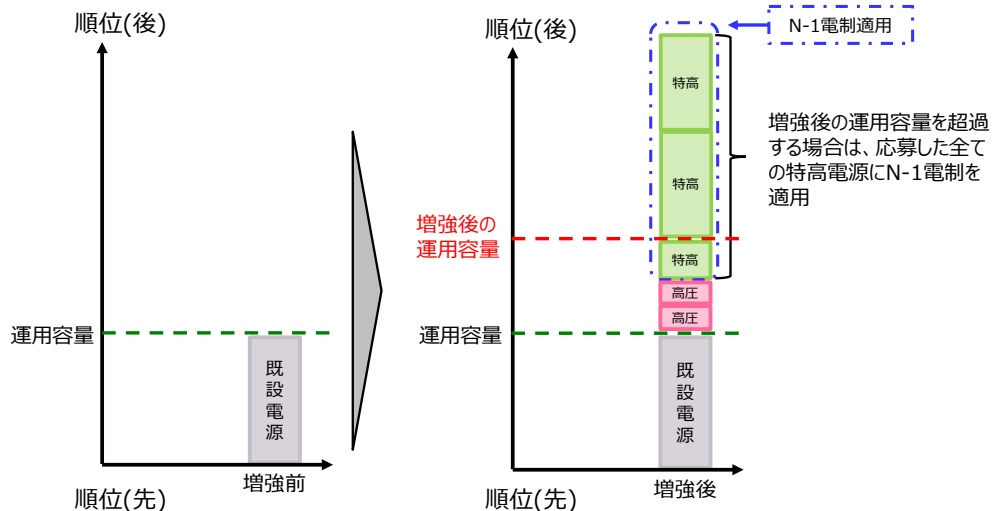 順位(後)
運用容量
既
設
電
源
増強前
順位(先)
順位(後)
N-1電制適用
特高
特高
特高
高圧
高圧
増強後の運用容量を超過
する場合は、応募した全て
の特高電源にN-1電制を
適用
増強後の
運用容量
運用容量
既
設
電
源
増強後
順位(先)